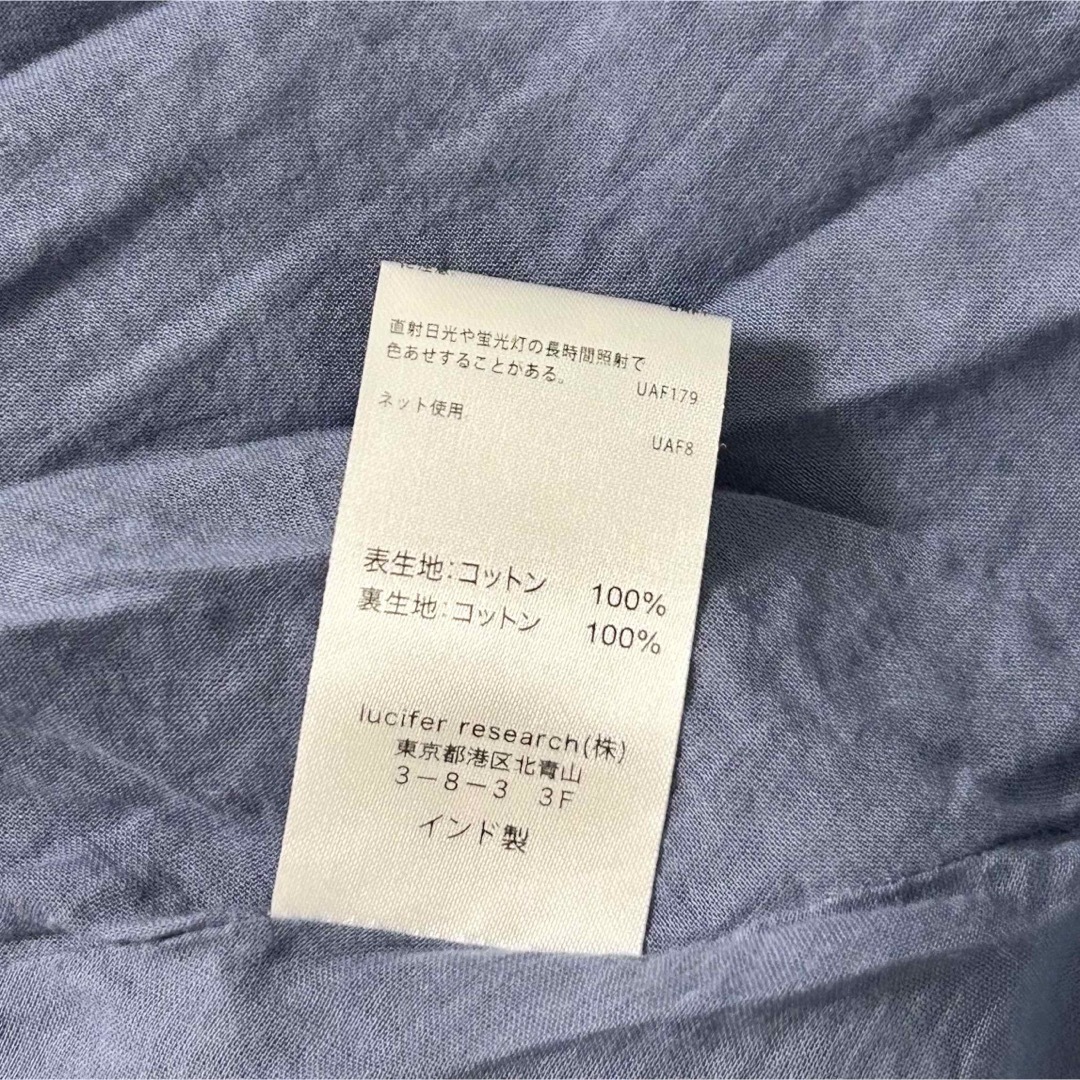 直射日光や蛍光灯の長時間照射で
色あせすることがある。 UAF179
ネット使用 UAF8
表生地:コットン 100%
裏生地:コットン 100%
lucifer research(株)
東京都港区北青山
3-8-3 3F
インド製